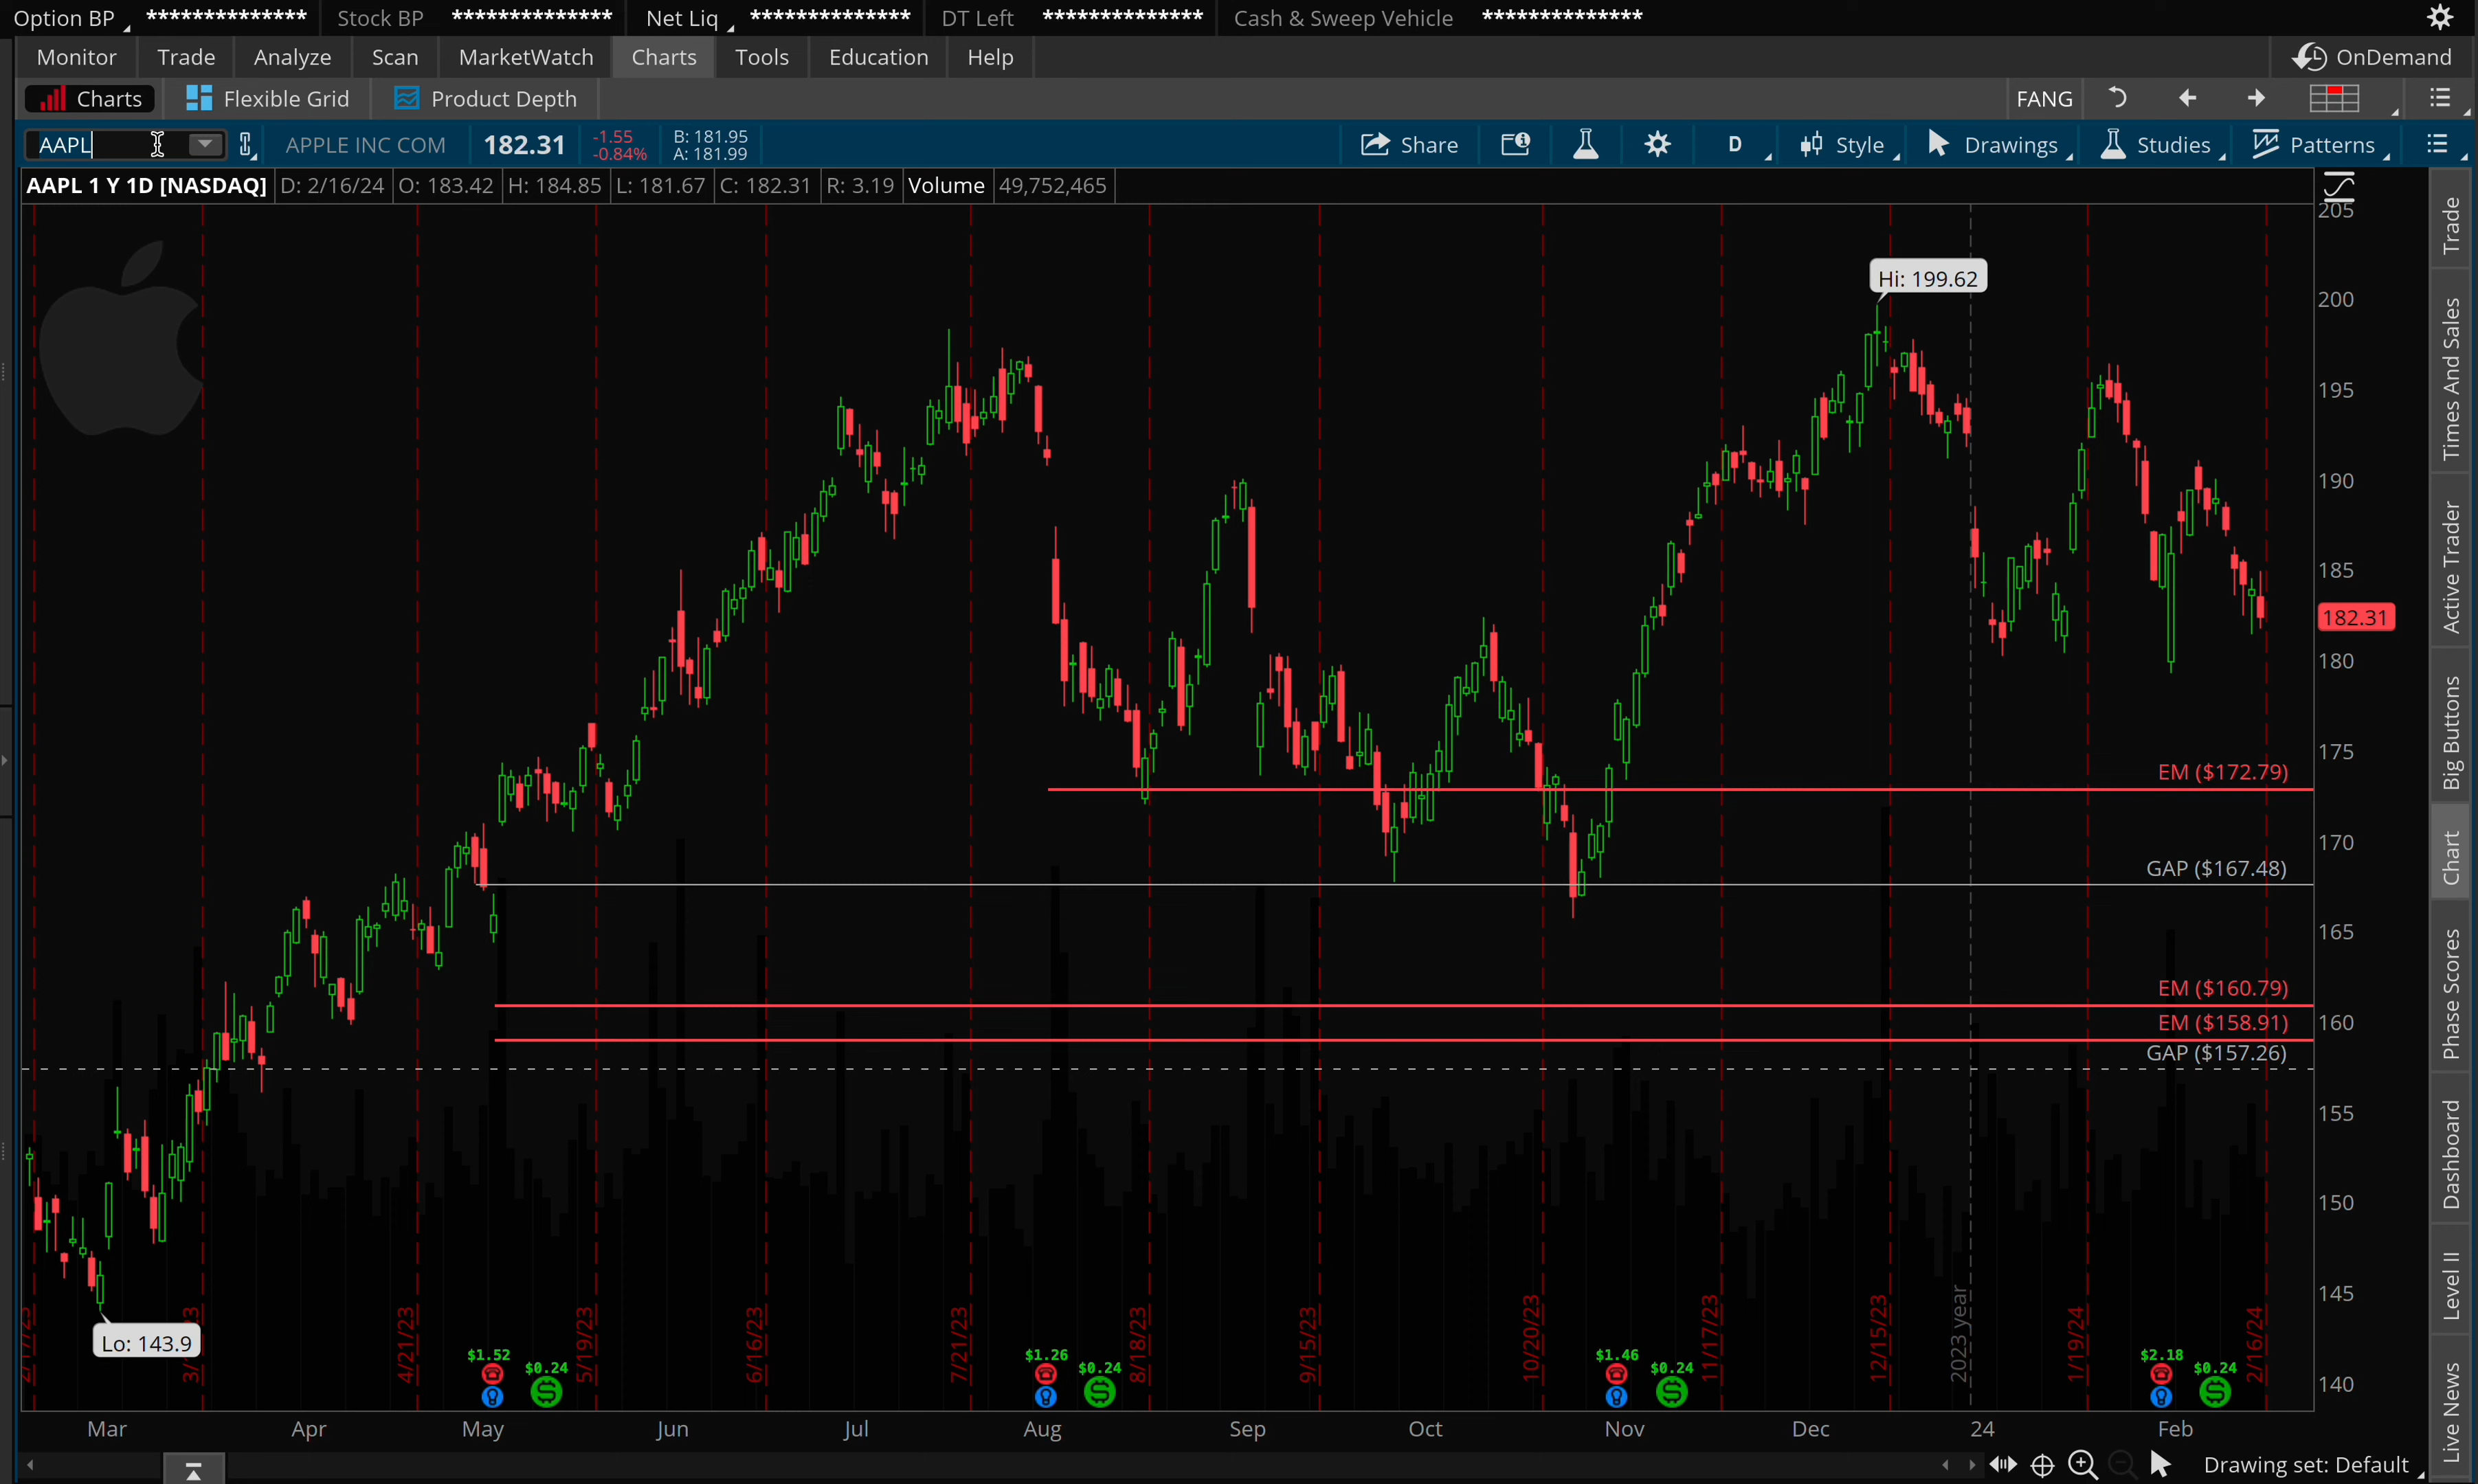 Option BP ************** Stock BP ************** Net Liq ************** DT Left ************** Cash & Sweep Vehicle **************
Monitor Trade Analyze Scan MarketWatch Charts Tools Education Help OnDemand
Charts Flexible Grid Product Depth FANG
AAPL APPLE INC COM 182.31 -1.55 B: 181.95 Share D Style Drawings Studies Patterns
-0.84% A: 181.99
AAPL 1 Y 1D [NASDAQ] D: 2/16/24 O: 183.42 H: 184.85 L: 181.67 C: 182.31 R: 3.19 Volume 49,752,465
205
Hi: 199.62
200
195
190
185
182.31
180
175
EM ($172.79)
170
GAP ($167.48)
165
EM ($160.79)
EM ($158.91)
160
GAP ($157.26)
155
150
145
Lo: 143.9
140
4/21/23
5/19/23
6/16/23
7/21/23
8/18/23
9/15/23
10/20/23
11/17/23
12/15/23
2023 year
1/19/24
2/16/24
$1.52 $0.24 $1.26 $0.24 $1.46 $0.24 $2.18 $0.24
Mar Apr May Jun Jul Aug Sep Oct Nov Dec 24 Feb
Drawing set: Default
Trade
Times And Sales
Active Trader
Big Buttons
Chart
Phase Scores
Dashboard
Level II
Live News